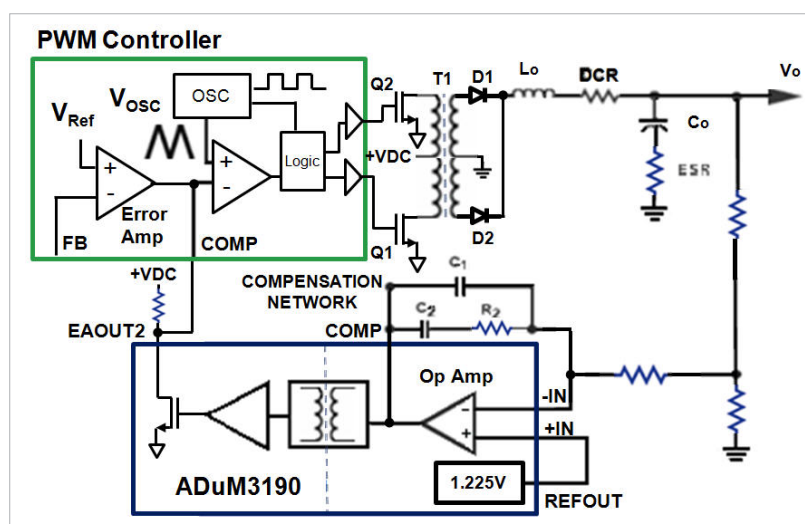 PWM Controller
OSC
VOSC
VRef
+
-
Error
Amp
FB
COMP
+
-
Logic
Q2
Q1
+VDC
T1
D1
D2
Lo
DCR
Vo
Co
ESR
+VDC
EAOUT2
COMPENSATION
NETWORK
COMP
C1
C2
R2
Op Amp
-
+
-IN
+IN
1.225V
REFOUT
ADuM3190